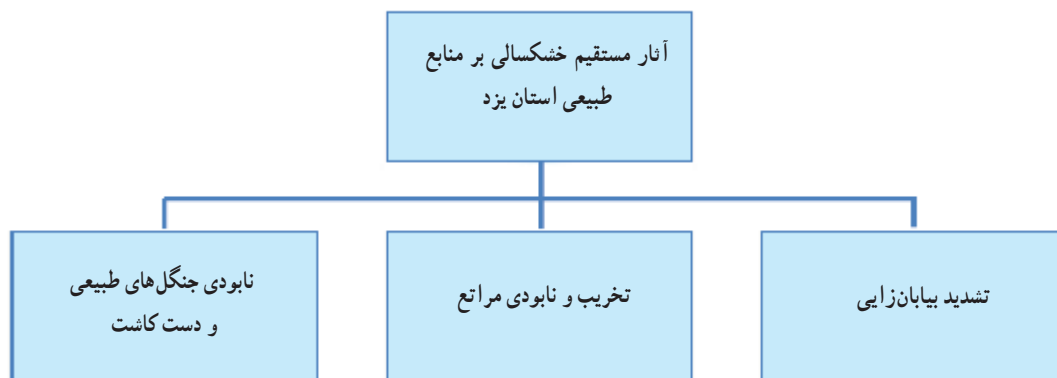 آثار مستقیم خشکسالی بر منابع
طبیعی استان یزد
تشدید بیابان‌زایی
تخریب و نابودی مراتع
نابودی جنگل‌های طبیعی
و دست کاشت